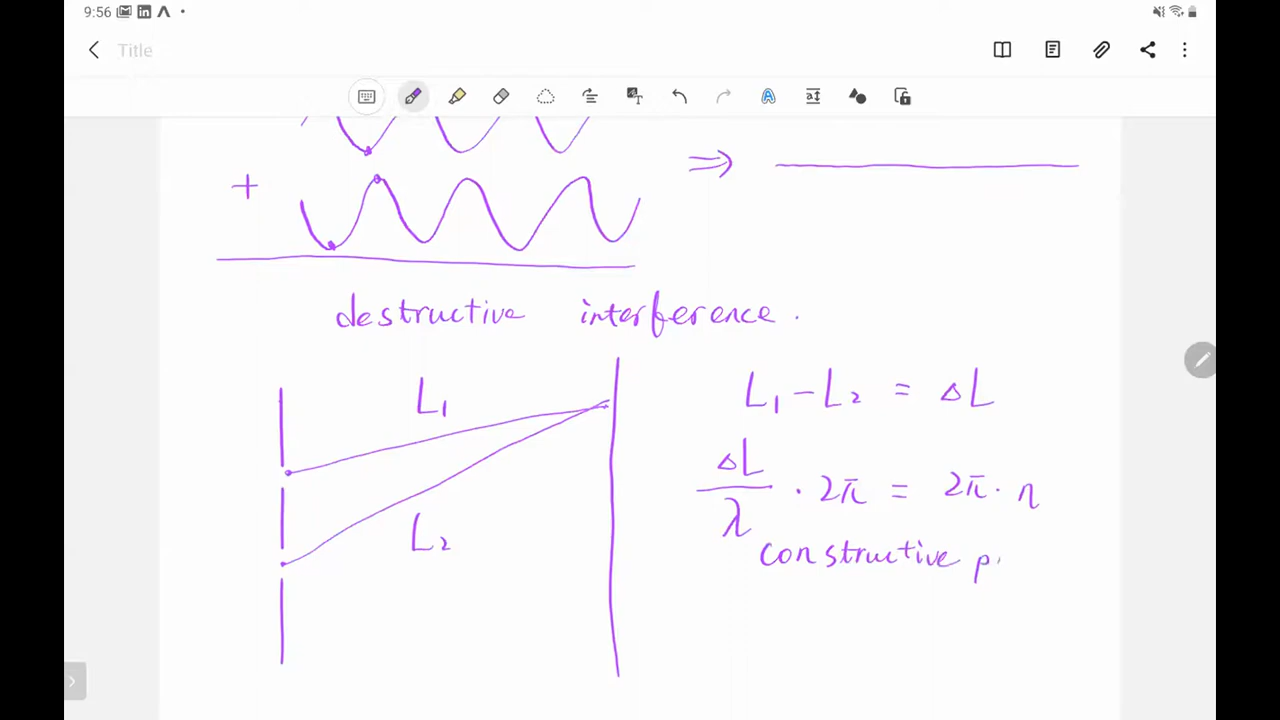 9:56
Title
+ ⇒
destructive interference.
L₁ L₁ - L₂ = ΔL
ΔL/λ · 2π = 2π · n
L₂
constructive p